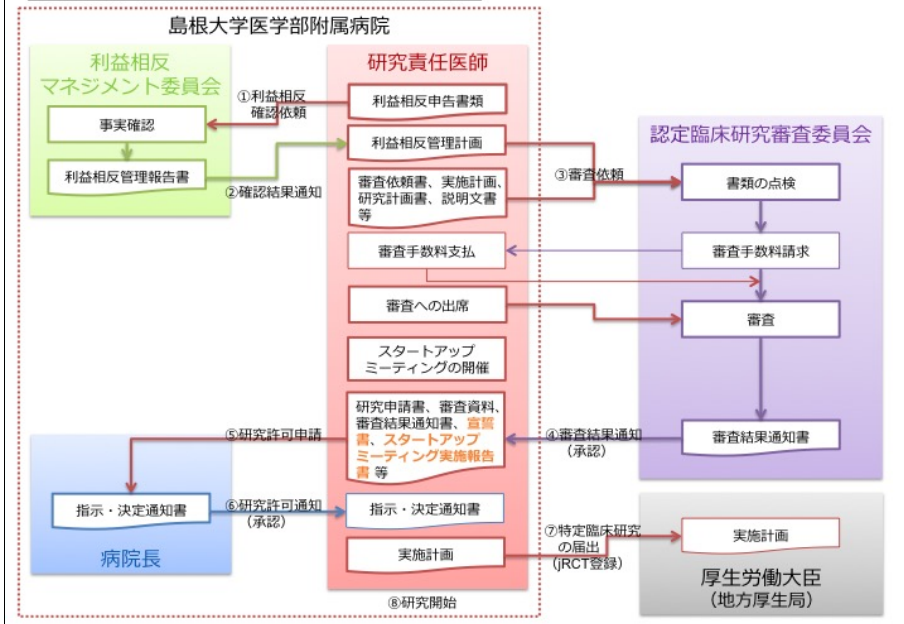 島根大学医学部附属病院
利益相反
マネジメント委員会
事実確認
利益相反管理報告書
①利益相反
確認依頼
②確認結果通知
研究責任医師
利益相反申告書類
利益相反管理計画
審査依頼書、実施計画、
研究計画書、説明文書
等
審査手数料支払
審査への出席
スタートアップ
ミーティングの開催
研究申請書、審査資料、
審査結果通知書、宣誓
書、スタートアップ
ミーティング実施報告
書 等
指示・決定通知書
実施計画
⑧研究開始
③審査依頼
認定臨床研究審査委員会
書類の点検
審査手数料請求
審査
審査結果通知書
④審査結果通知
（承認）
⑤研究許可申請
指示・決定通知書
病院長
⑥研究許可通知
（承認）
⑦特定臨床研究
の届出
（jRCT登録）
実施計画
厚生労働大臣
（地方厚生局）